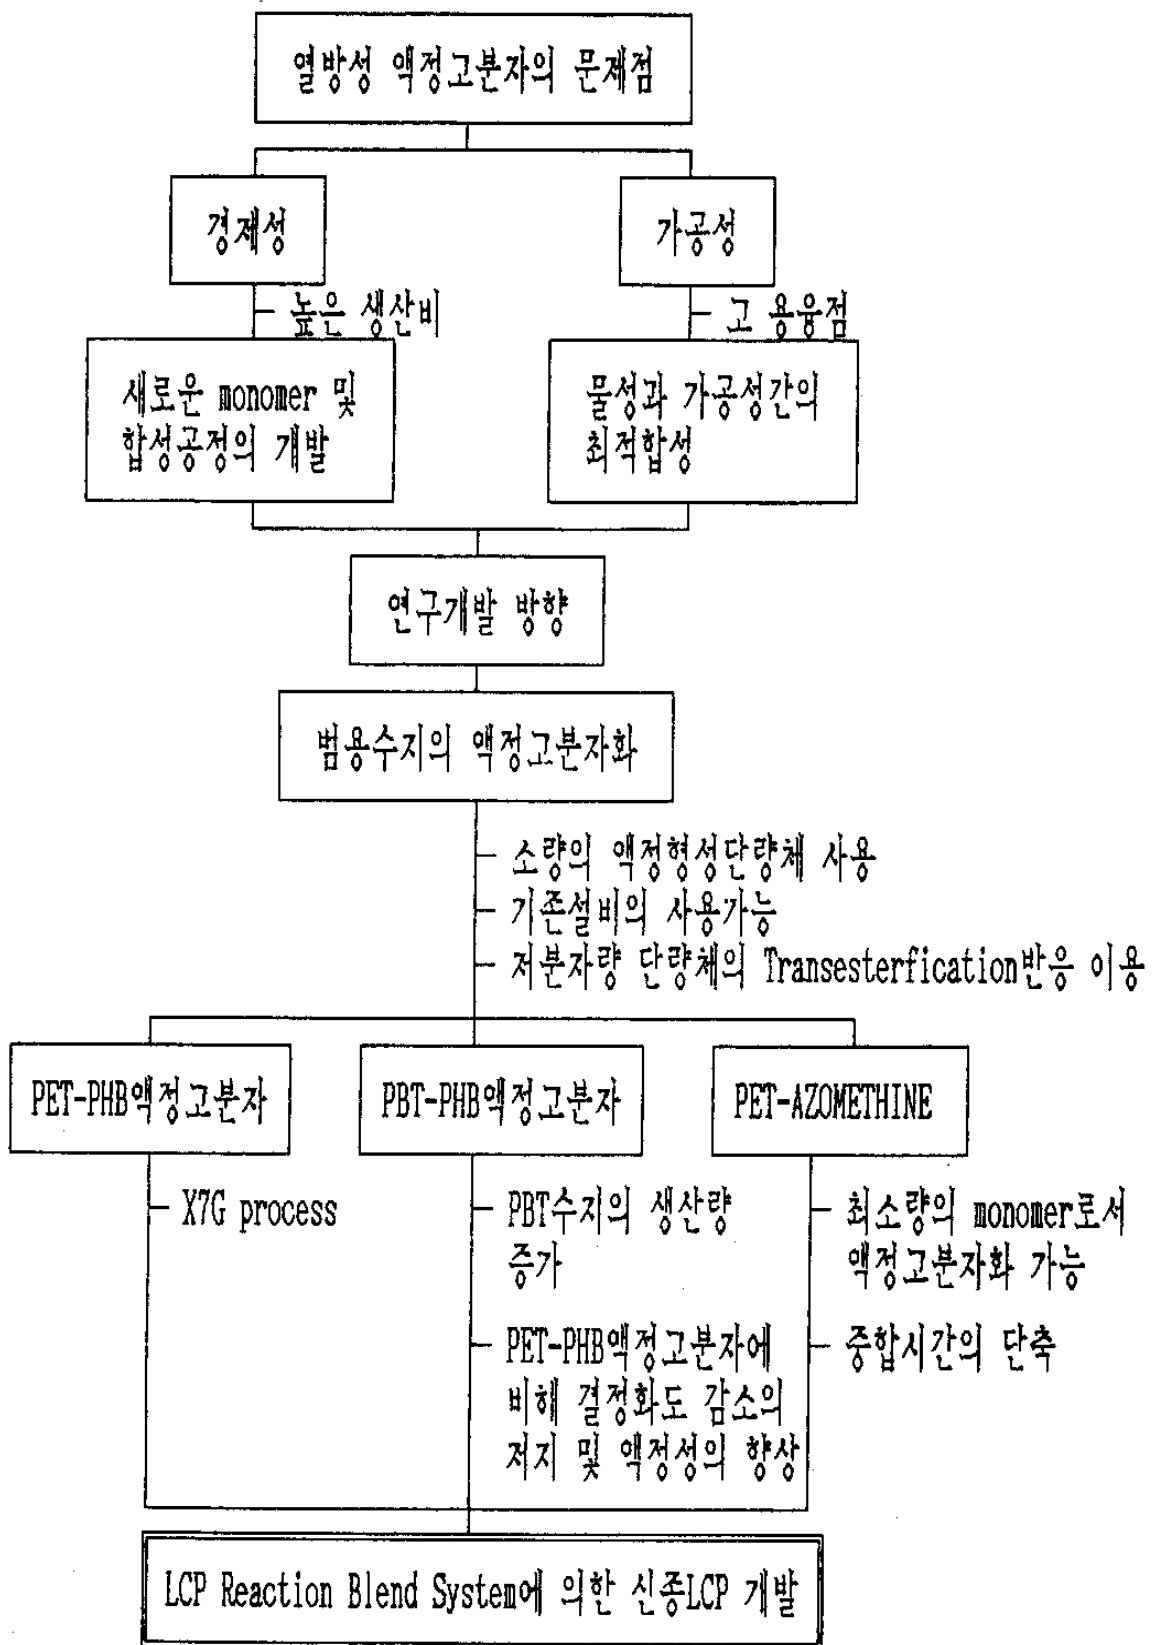 열방성 액정고분자의 문제점
경제성
가공성
높은 생산비
고 용융점
새로운 monomer 및
합성공정의 개발
물성과 가공성간의
최적합성
연구개발 방향
범용수지의 액정고분자화
소량의 액정형성단량체 사용
기존설비의 사용가능
저분자량 단량체의 Transesterfication반응 이용
PET-PHB액정고분자
PBT-PHB액정고분자
PET-AZOMETHINE
X7G process
PBT수지의 생산량
증가
PET-PHB액정고분자에
비해 결정화도 감소의
저지 및 액정성의 향상
최소량의 monomer로서
액정고분자화 가능
중합시간의 단축
LCP Reaction Blend System에 의한 신종LCP 개발